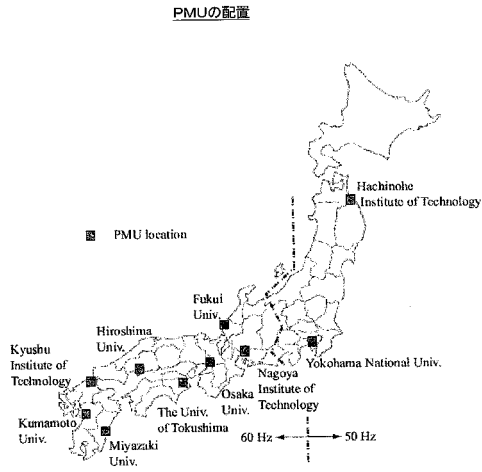 PMUの配置
Hachinohe
Institute of Technology
PMU location
Fukui
Univ.
Hiroshima
Univ.
Kyushu
Institute of
Technology
Yokohama National Univ.
Nagoya
Institute of
Technology
Osaka
Univ.
The Univ.
of Tokushima
Kumamoto
Univ.
Miyazaki
Univ.
60 Hz
50 Hz